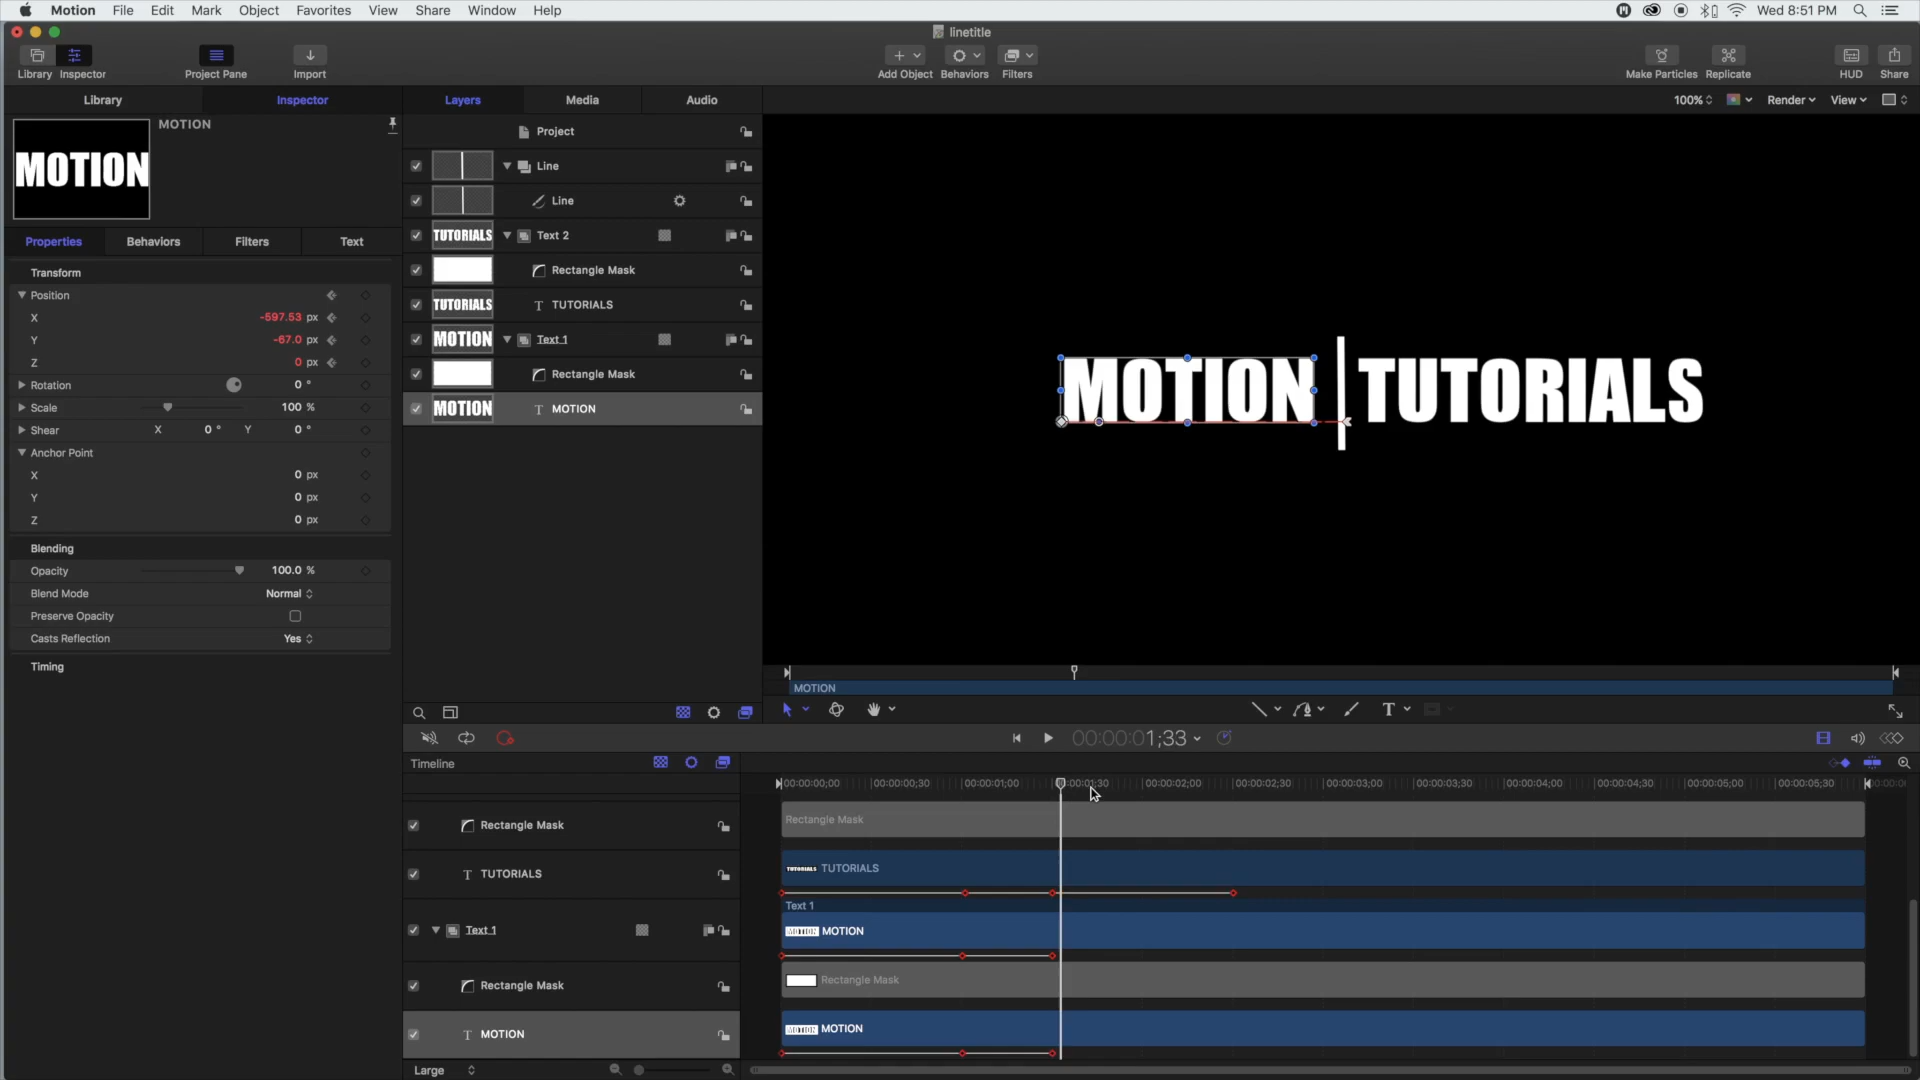 Motion File Edit Mark Object Favorites View Share Window Help Wed 8:51 PM
linetitle
Library Inspector Project Pane Import Add Object Behaviors Filters Make Particles Replicate HUD Share
Library Inspector Layers Media Audio 100% Render View
MOTION
MOTION
Properties Behaviors Filters Text
Transform
Position
X -597.53 px
Y -67.0 px
Z 0 px
Rotation 0 °
Scale 100 %
Shear X 0 ° Y 0 °
Anchor Point
X 0 px
Y 0 px
Z 0 px
Blending
Opacity 100.0 %
Blend Mode Normal
Preserve Opacity
Casts Reflection Yes
Timing
Project
Line
Line
TUTORIALS Text 2
Rectangle Mask
TUTORIALS T TUTORIALS
MOTION Text 1
Rectangle Mask
MOTION T MOTION
MOTION TUTORIALS
MOTION
T
00:00:01;33
Timeline
00:00:00;00 00:00:00;30 00:00:01;00 00:00:01;30 00:00:02;00 00:00:02;30 00:00:03;00 00:00:03;30 00:00:04;00 00:00:04;30 00:00:05;00 00:00:05;30
Rectangle Mask Rectangle Mask
T TUTORIALS TUTORIALS TUTORIALS
Text 1
Text 1 MOTION MOTION
Rectangle Mask Rectangle Mask
T MOTION MOTION MOTION
Large